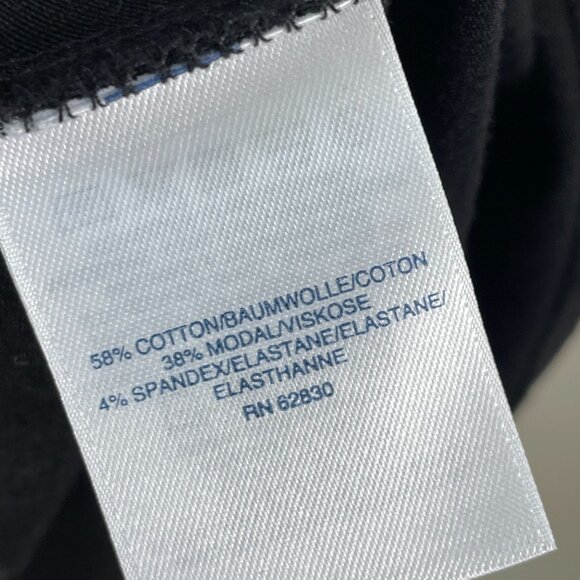 58% COTTON/BAUMWOLLE/COTON
38% MODAL/VISKOSE
4% SPANDEX/ELASTANE/ELASTANE/
ELASTHANNE
RN 62830